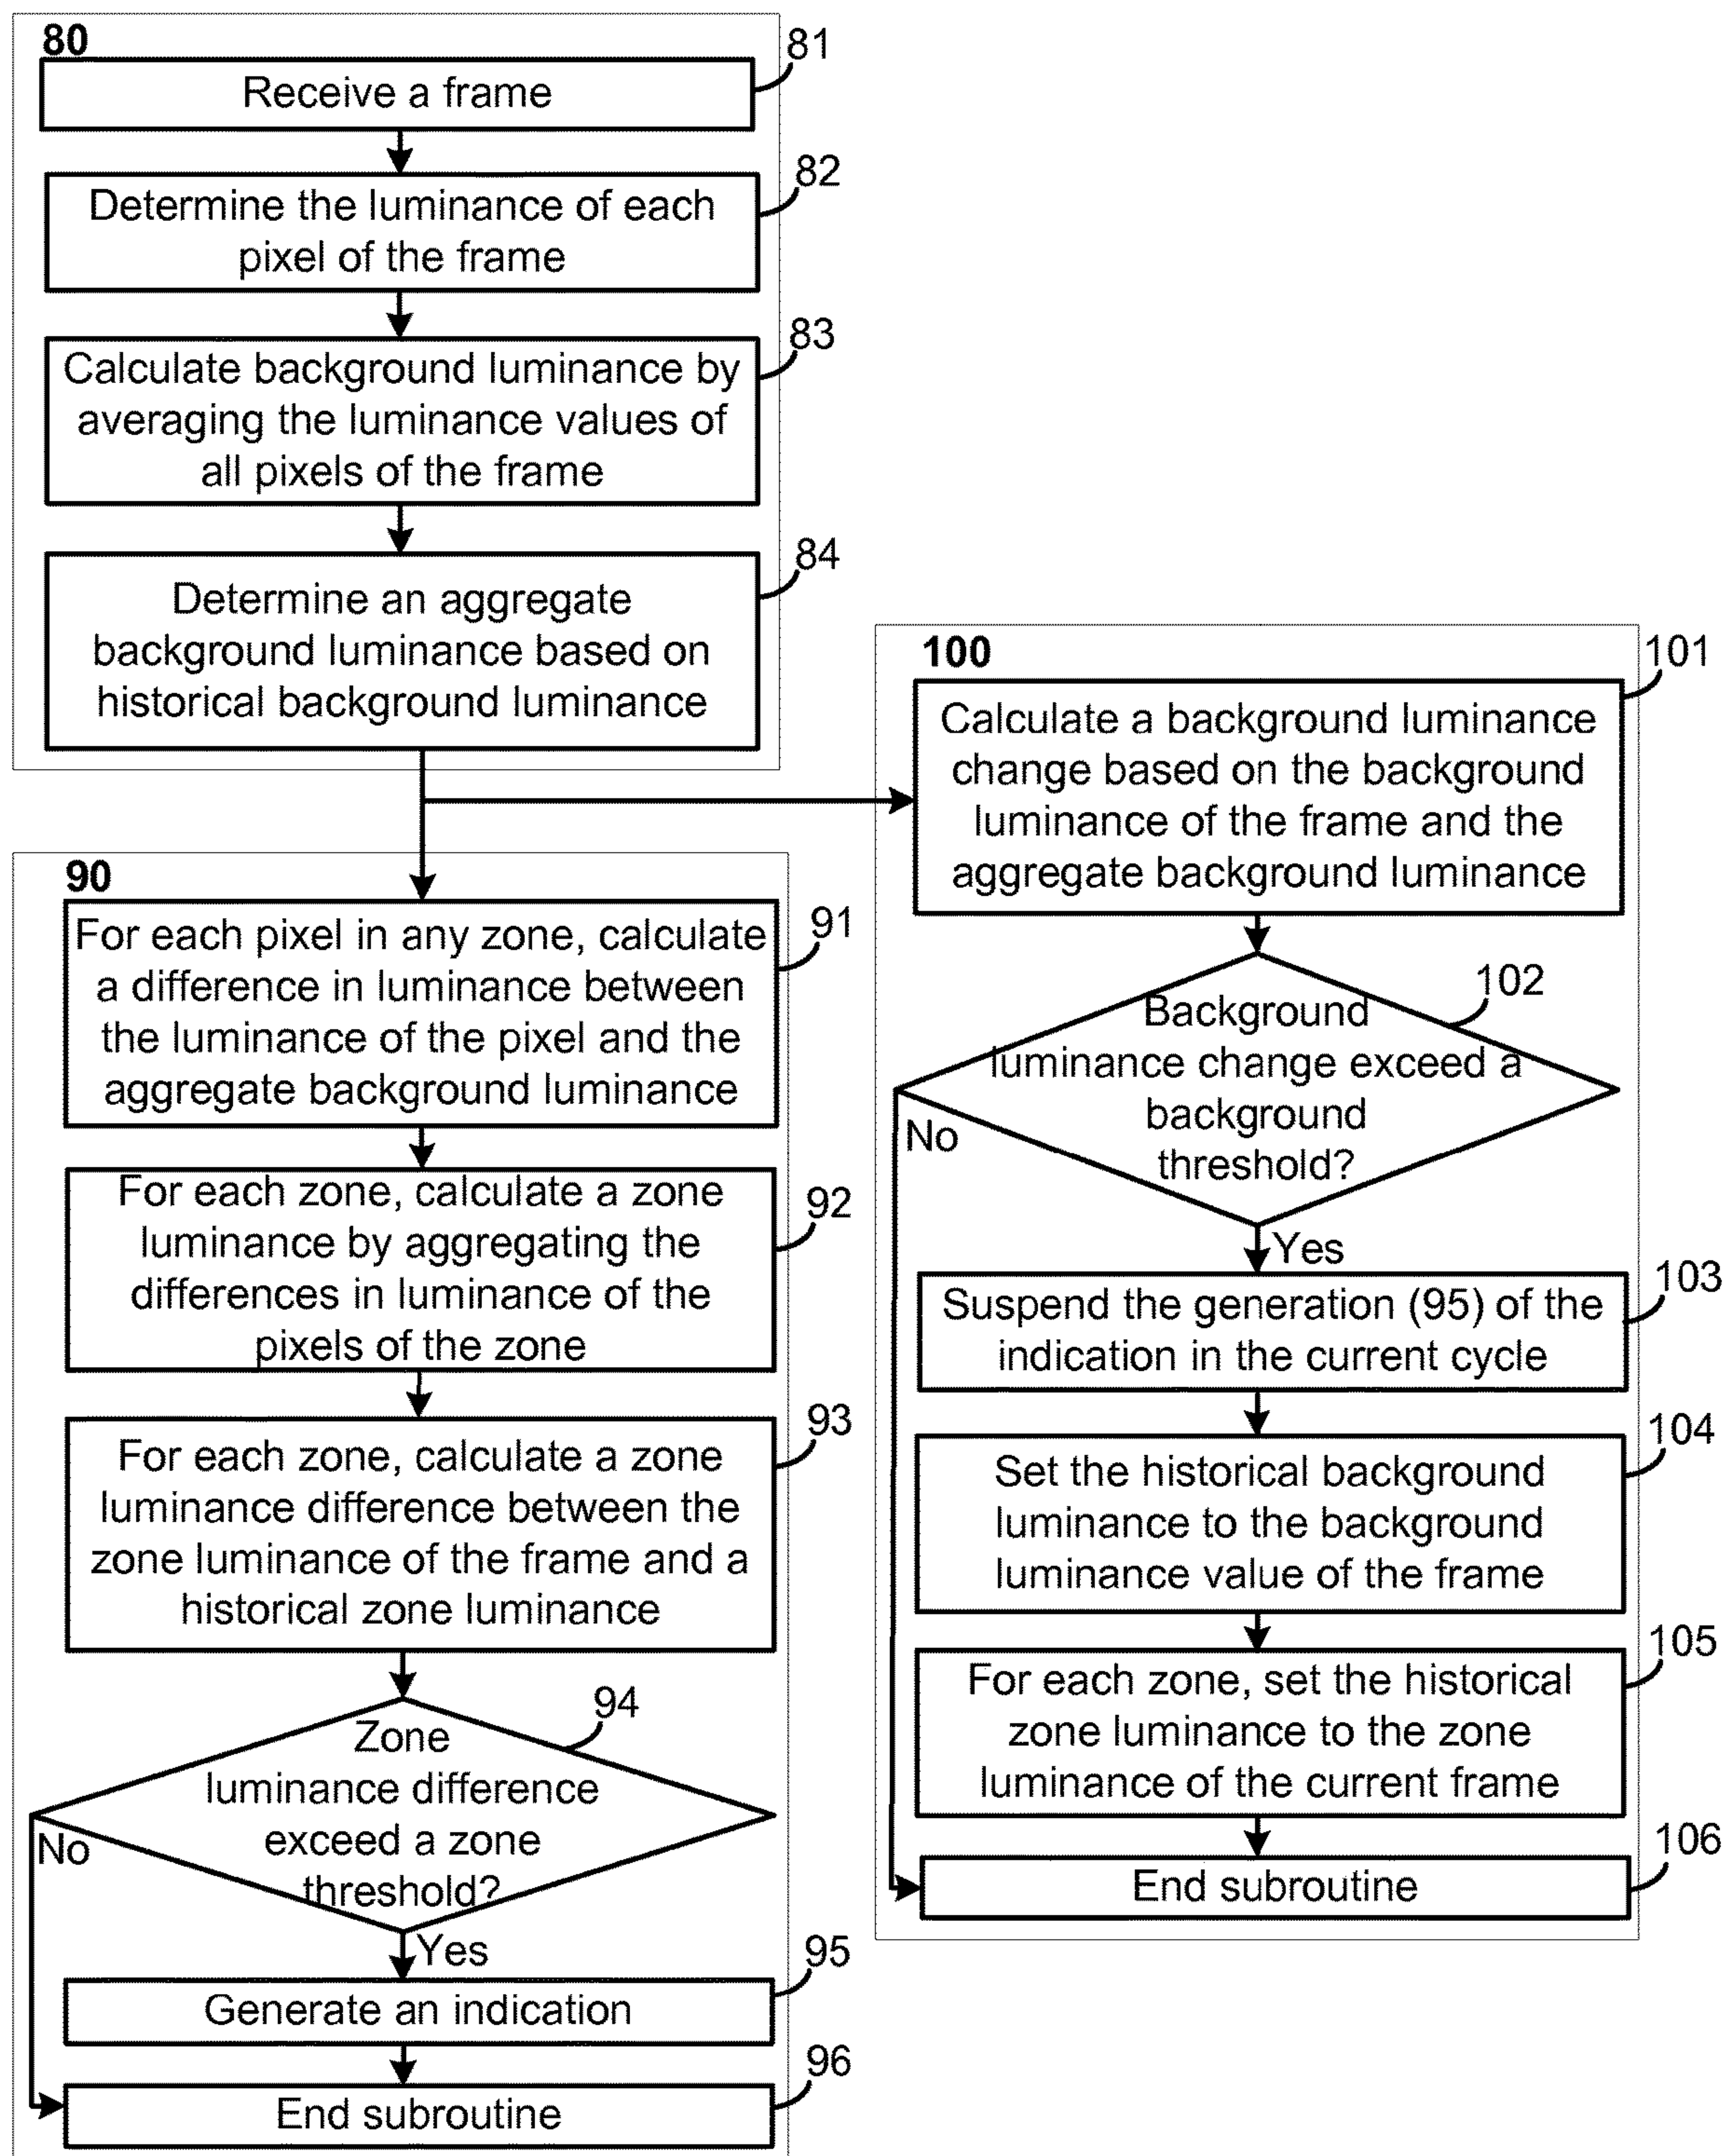 80
81
Receive a frame
82
Determine the luminance of each
pixel of the frame
83
Calculate background luminance by
averaging the luminance values of
all pixels of the frame
84
Determine an aggregate
background luminance based on
historical background luminance
90
91
For each pixel in any zone, calculate
a difference in luminance between
the luminance of the pixel and the
aggregate background luminance
92
For each zone, calculate a zone
luminance by aggregating the
differences in luminance of the
pixels of the zone
93
For each zone, calculate a zone
luminance difference between the
zone luminance of the frame and a
historical zone luminance
94
Zone
luminance difference
exceed a zone
threshold?
No
Yes
95
Generate an indication
96
End subroutine
100
101
Calculate a background luminance
change based on the background
luminance of the frame and the
aggregate background luminance
102
Background
luminance change exceed a
background
threshold?
No
Yes
103
Suspend the generation (95) of the
indication in the current cycle
104
Set the historical background
luminance to the background
luminance value of the frame
105
For each zone, set the historical
zone luminance to the zone
luminance of the current frame
106
End subroutine